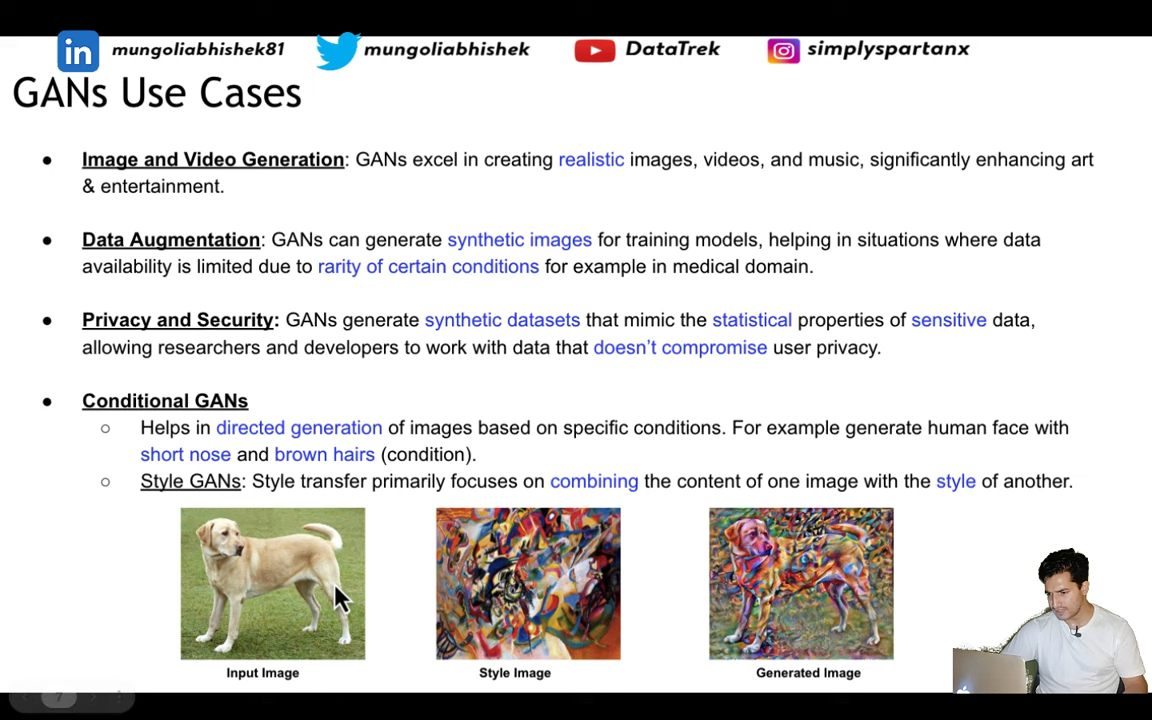 in mungoliabhishek81 mungoliabhishek DataTrek simplyspartanx
GANs Use Cases
● Image and Video Generation: GANs excel in creating realistic images, videos, and music, significantly enhancing art
& entertainment.
● Data Augmentation: GANs can generate synthetic images for training models, helping in situations where data
availability is limited due to rarity of certain conditions for example in medical domain.
● Privacy and Security: GANs generate synthetic datasets that mimic the statistical properties of sensitive data,
allowing researchers and developers to work with data that doesn’t compromise user privacy.
● Conditional GANs
○ Helps in directed generation of images based on specific conditions. For example generate human face with
short nose and brown hairs (condition).
○ Style GANs: Style transfer primarily focuses on combining the content of one image with the style of another.
Input Image Style Image Generated Image
7